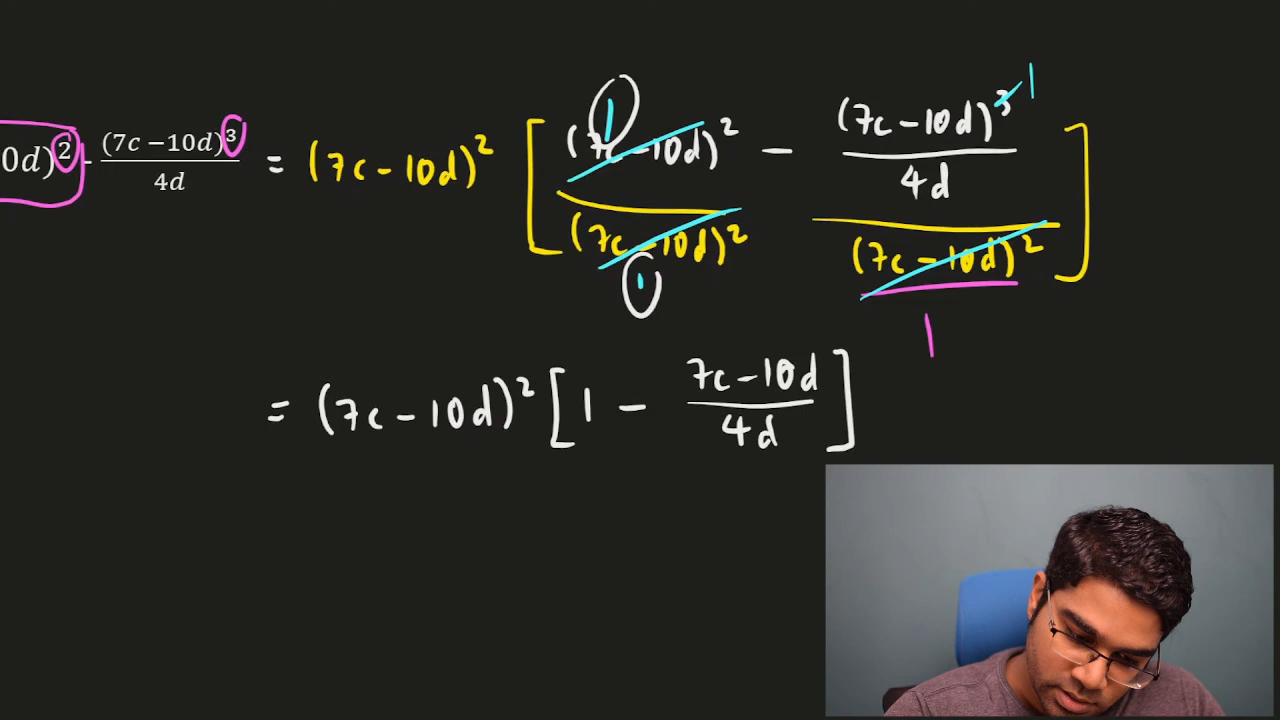 0d)² - (7c −10d)³ / 4d = (7c − 10d)² [ (7c − 10d)² / (7c − 10d)² − (7c − 10d)³ / 4d / (7c − 10d)² ]
1 1 1 1
= (7c − 10d)² [ 1 − 7c − 10d / 4d ]